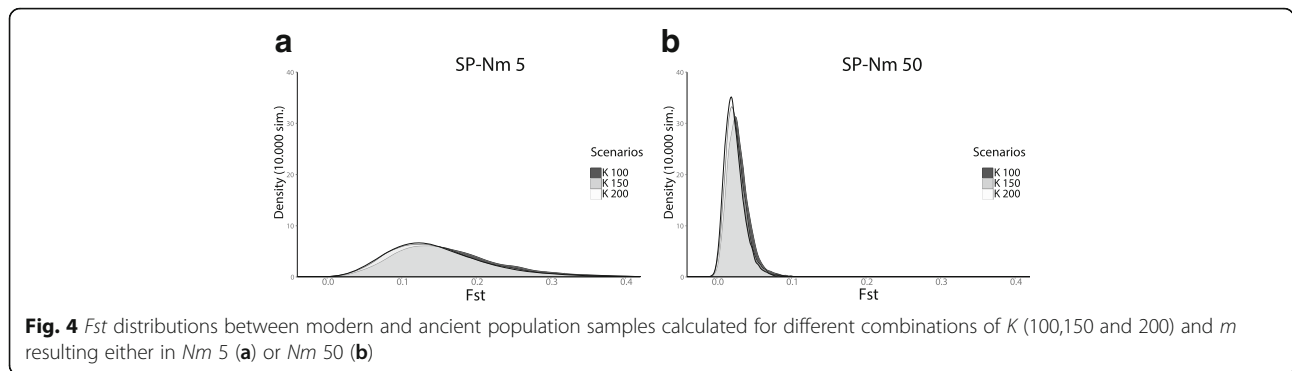 a
SP-Nm 5
40
30
20
10
0
Density (10.000 sim.)
0.0 0.1 0.2 0.3 0.4
Fst
Scenarios
K 100
K 150
K 200
b
SP-Nm 50
40
30
20
10
0
Density (10.000 sim.)
0.0 0.1 0.2 0.3 0.4
Fst
Scenarios
K 100
K 150
K 200
Fig. 4 Fst distributions between modern and ancient population samples calculated for different combinations of K (100,150 and 200) and m
resulting either in Nm 5 (a) or Nm 50 (b)